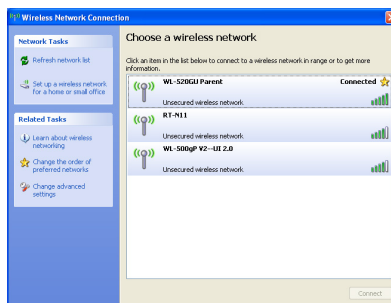 Wireless Network Connection
Network Tasks
Refresh network list
Set up a wireless network
for a home or small office
Related Tasks
Learn about wireless
networking
Change the order of
preferred networks
Change advanced
settings
Choose a wireless network
Click an item in the list below to connect to a wireless network in range or to get more
information.
WL-520GU Parent Connected
Unsecured wireless network
RT-N11
Unsecured wireless network
WL-500gP V2--UI 2.0
Unsecured wireless network
Connect